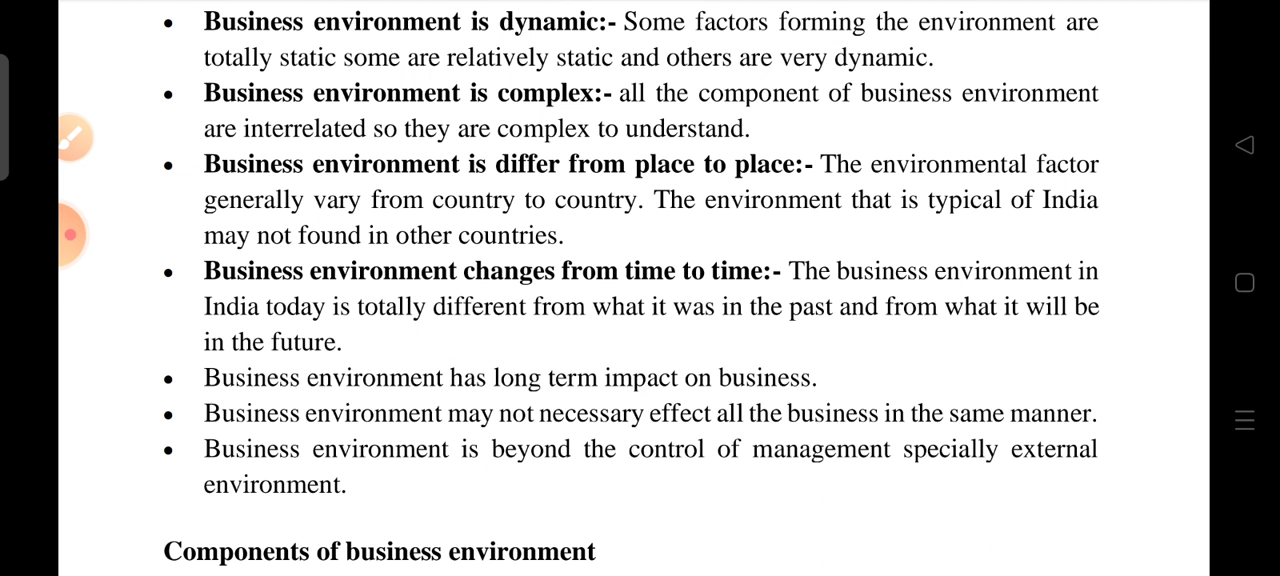 • Business environment is dynamic:- Some factors forming the environment are
totally static some are relatively static and others are very dynamic.
• Business environment is complex:- all the component of business environment
are interrelated so they are complex to understand.
• Business environment is differ from place to place:- The environmental factor
generally vary from country to country. The environment that is typical of India
may not found in other countries.
• Business environment changes from time to time:- The business environment in
India today is totally different from what it was in the past and from what it will be
in the future.
• Business environment has long term impact on business.
• Business environment may not necessary effect all the business in the same manner.
• Business environment is beyond the control of management specially external
environment.
Components of business environment